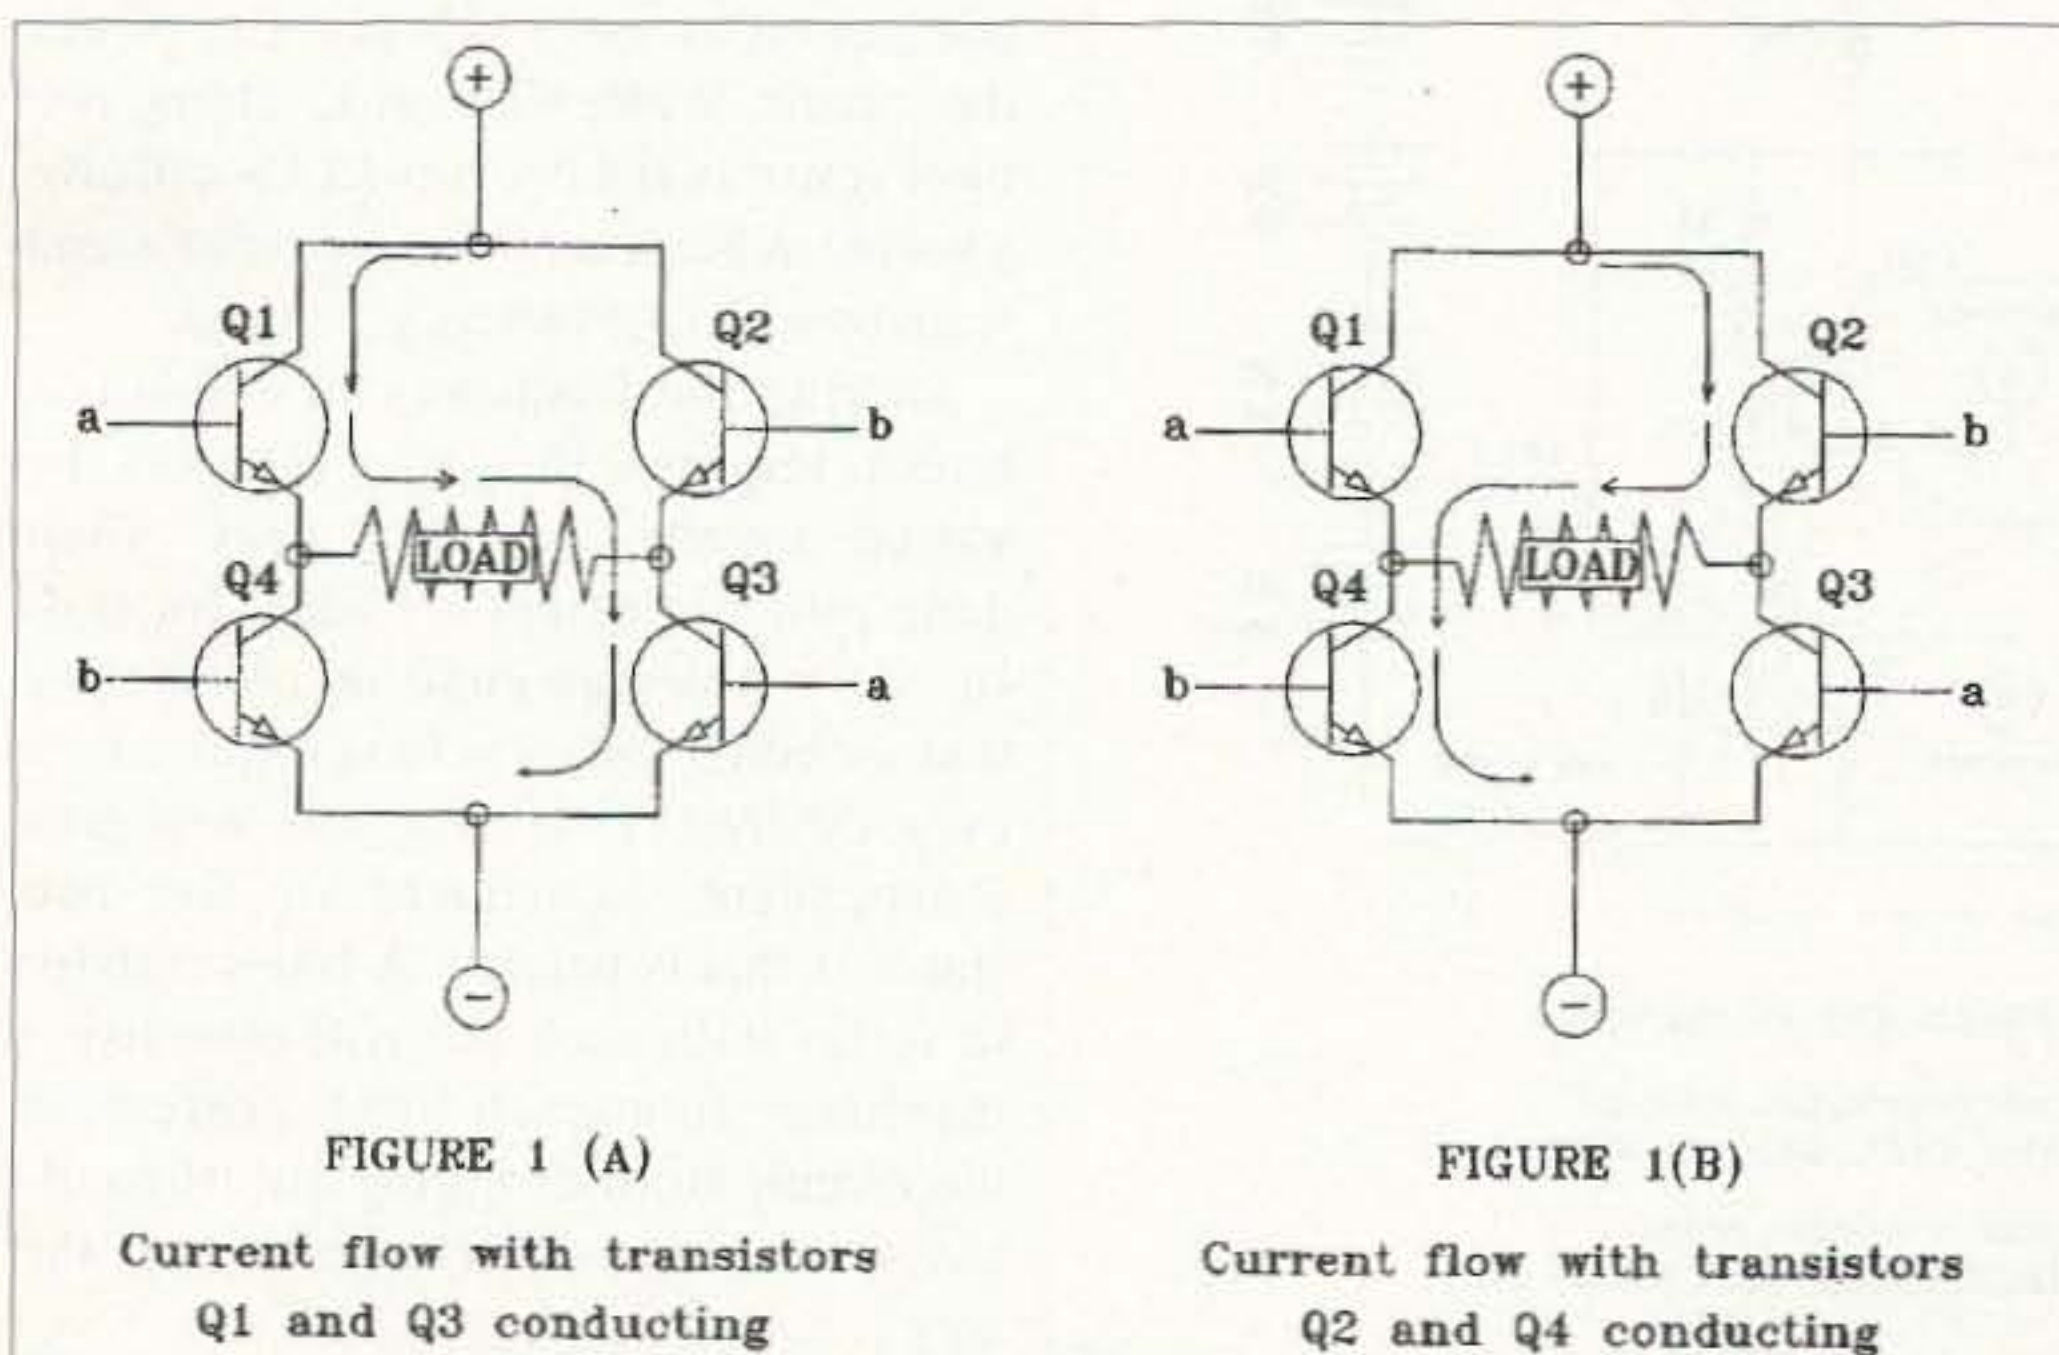 +
Q1
Q2
a
b
LOAD
Q4
Q3
b
a
−
FIGURE 1 (A)
Current flow with transistors
Q1 and Q3 conducting
+
Q1
Q2
a
b
LOAD
Q4
Q3
b
a
−
FIGURE 1(B)
Current flow with transistors
Q2 and Q4 conducting